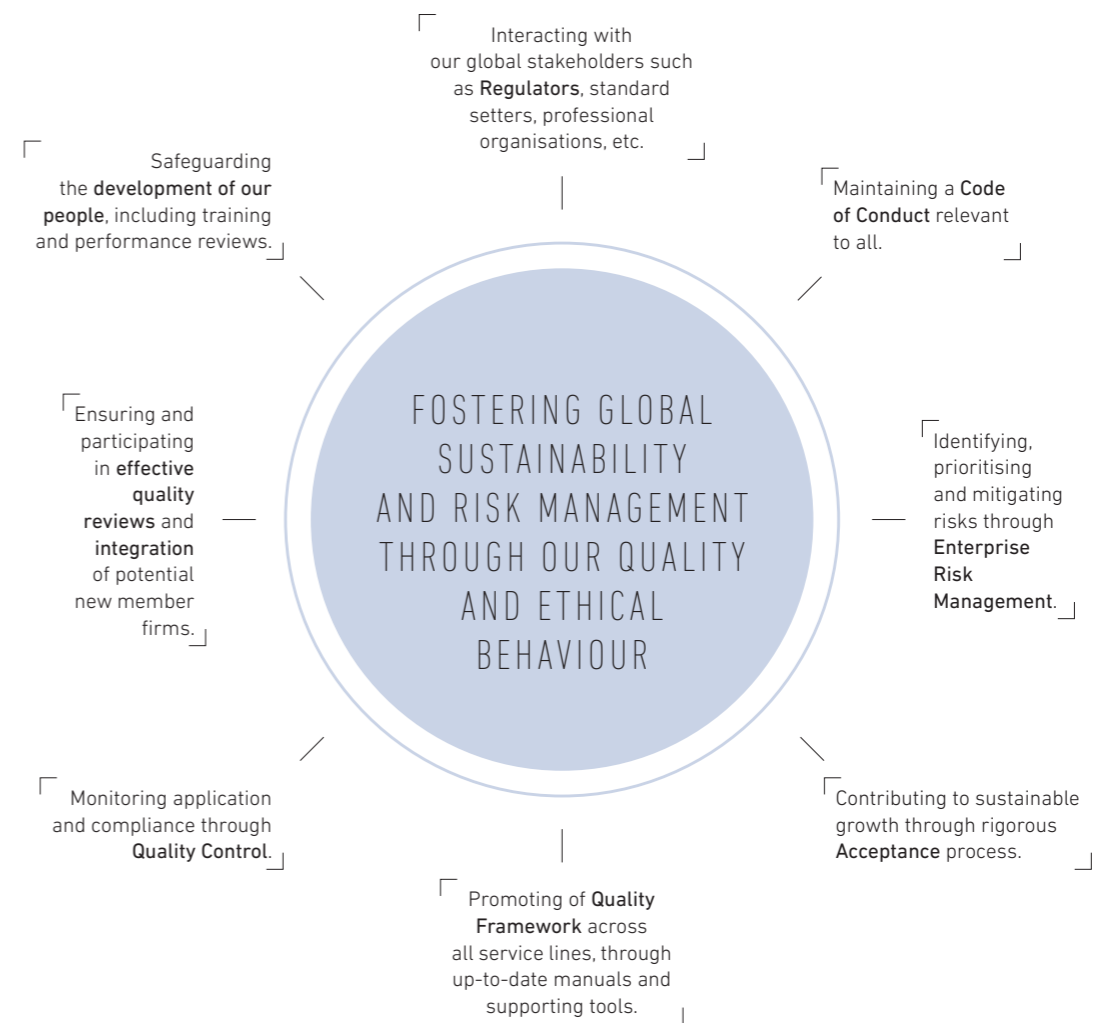 Interacting with
our global stakeholders such
as Regulators, standard
setters, professional
organisations, etc.
Safeguarding
the development of our
people, including training
and performance reviews.
Maintaining a Code
of Conduct relevant
to all.
FOSTERING GLOBAL
SUSTAINABILITY
AND RISK MANAGEMENT
THROUGH OUR QUALITY
AND ETHICAL
BEHAVIOUR
Ensuring and
participating
in effective
quality
reviews and
integration
of potential
new member
firms.
Identifying,
prioritising
and mitigating
risks through
Enterprise
Risk
Management.
Monitoring application
and compliance through
Quality Control.
Contributing to sustainable
growth through rigorous
Acceptance process.
Promoting of Quality
Framework across
all service lines, through
up-to-date manuals and
supporting tools.